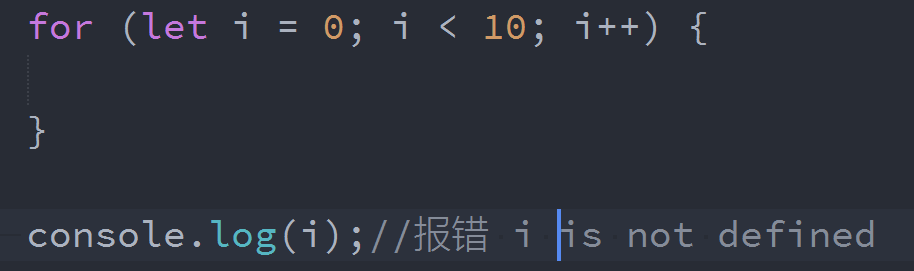 for (let i = 0; i < 10; i++) {
}
console.log(i);//报错 i is not defined